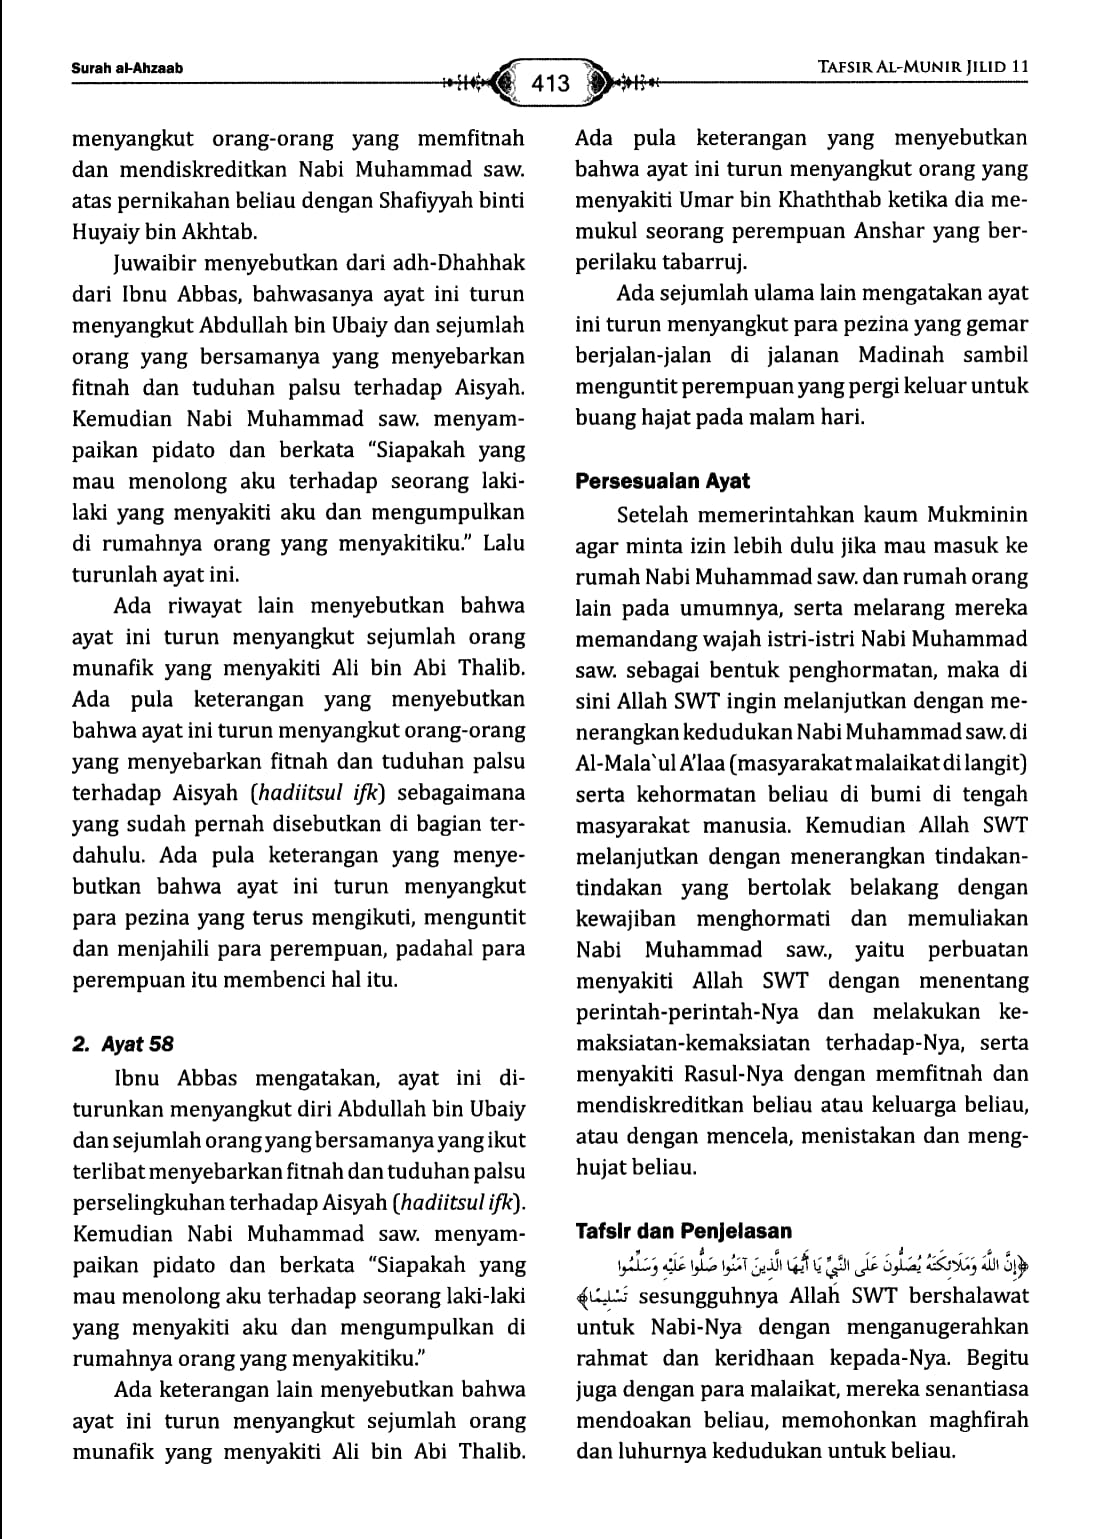 Surah al-Ahzaab
413
TAFSIR AL-MUNIR JILID 11
menyangkut orang-orang yang memfitnah
dan mendiskreditkan Nabi Muhammad saw.
atas pernikahan beliau dengan Shafiyyah binti
Huyaiy bin Akhtab.
Juwaibir menyebutkan dari adh-Dhahhak
dari Ibnu Abbas, bahwasanya ayat ini turun
menyangkut Abdullah bin Ubaiy dan sejumlah
orang yang bersamanya yang menyebarkan
fitnah dan tuduhan palsu terhadap Aisyah.
Kemudian Nabi Muhammad saw. menyam-
paikan pidato dan berkata “Siapakah yang
mau menolong aku terhadap seorang laki-
laki yang menyakiti aku dan mengumpulkan
di rumahnya orang yang menyakitiku.” Lalu
turunlah ayat ini.
Ada riwayat lain menyebutkan bahwa
ayat ini turun menyangkut sejumlah orang
munafik yang menyakiti Ali bin Abi Thalib.
Ada pula keterangan yang menyebutkan
bahwa ayat ini turun menyangkut orang-orang
yang menyebarkan fitnah dan tuduhan palsu
terhadap Aisyah (hadiitsul ifk) sebagaimana
yang sudah pernah disebutkan di bagian ter-
dahulu. Ada pula keterangan yang menye-
butkan bahwa ayat ini turun menyangkut
para pezina yang terus mengikuti, menguntit
dan menjahili para perempuan, padahal para
perempuan itu membenci hal itu.
2. Ayat 58
Ibnu Abbas mengatakan, ayat ini di-
turunkan menyangkut diri Abdullah bin Ubaiy
dan sejumlah orang yang bersamanya yang ikut
terlibat menyebarkan fitnah dan tuduhan palsu
perselingkuhan terhadap Aisyah (hadiitsul ifk).
Kemudian Nabi Muhammad saw. menyam-
paikan pidato dan berkata “Siapakah yang
mau menolong aku terhadap seorang laki-laki
yang menyakiti aku dan mengumpulkan di
rumahnya orang yang menyakitiku.”
Ada keterangan lain menyebutkan bahwa
ayat ini turun menyangkut sejumlah orang
munafik yang menyakiti Ali bin Abi Thalib.
Ada pula keterangan yang menyebutkan
bahwa ayat ini turun menyangkut orang yang
menyakiti Umar bin Khaththab ketika dia me-
mukul seorang perempuan Anshar yang ber-
perilaku tabarruj.
Ada sejumlah ulama lain mengatakan ayat
ini turun menyangkut para pezina yang gemar
berjalan-jalan di jalanan Madinah sambil
menguntit perempuan yang pergi keluar untuk
buang hajat pada malam hari.
Persesuaian Ayat
Setelah memerintahkan kaum Mukminin
agar minta izin lebih dulu jika mau masuk ke
rumah Nabi Muhammad saw. dan rumah orang
lain pada umumnya, serta melarang mereka
memandang wajah istri-istri Nabi Muhammad
saw. sebagai bentuk penghormatan, maka di
sini Allah SWT ingin melanjutkan dengan me-
nerangkan kedudukan Nabi Muhammad saw. di
Al-Mala`ul A’laa (masyarakat malaikat di langit)
serta kehormatan beliau di bumi di tengah
masyarakat manusia. Kemudian Allah SWT
melanjutkan dengan menerangkan tindakan-
tindakan yang bertolak belakang dengan
kewajiban menghormati dan memuliakan
Nabi Muhammad saw., yaitu perbuatan
menyakiti Allah SWT dengan menentang
perintah-perintah-Nya dan melakukan ke-
maksiatan-kemaksiatan terhadap-Nya, serta
menyakiti Rasul-Nya dengan memfitnah dan
mendiskreditkan beliau atau keluarga beliau,
atau dengan mencela, menistakan dan meng-
hujat beliau.
Tafsir dan Penjelasan
﴿إِنَّ اللَّهَ وَمَلَائِكَتَهُ يُصَلُّونَ عَلَى النَّبِيِّ يَا أَيُّهَا الَّذِينَ آمَنُوا صَلُّوا عَلَيْهِ وَسَلِّمُوا
تَسْلِيمًا﴾ sesungguhnya Allah SWT bershalawat
untuk Nabi-Nya dengan menganugerahkan
rahmat dan keridhaan kepada-Nya. Begitu
juga dengan para malaikat, mereka senantiasa
mendoakan beliau, memohonkan maghfirah
dan luhurnya kedudukan untuk beliau.